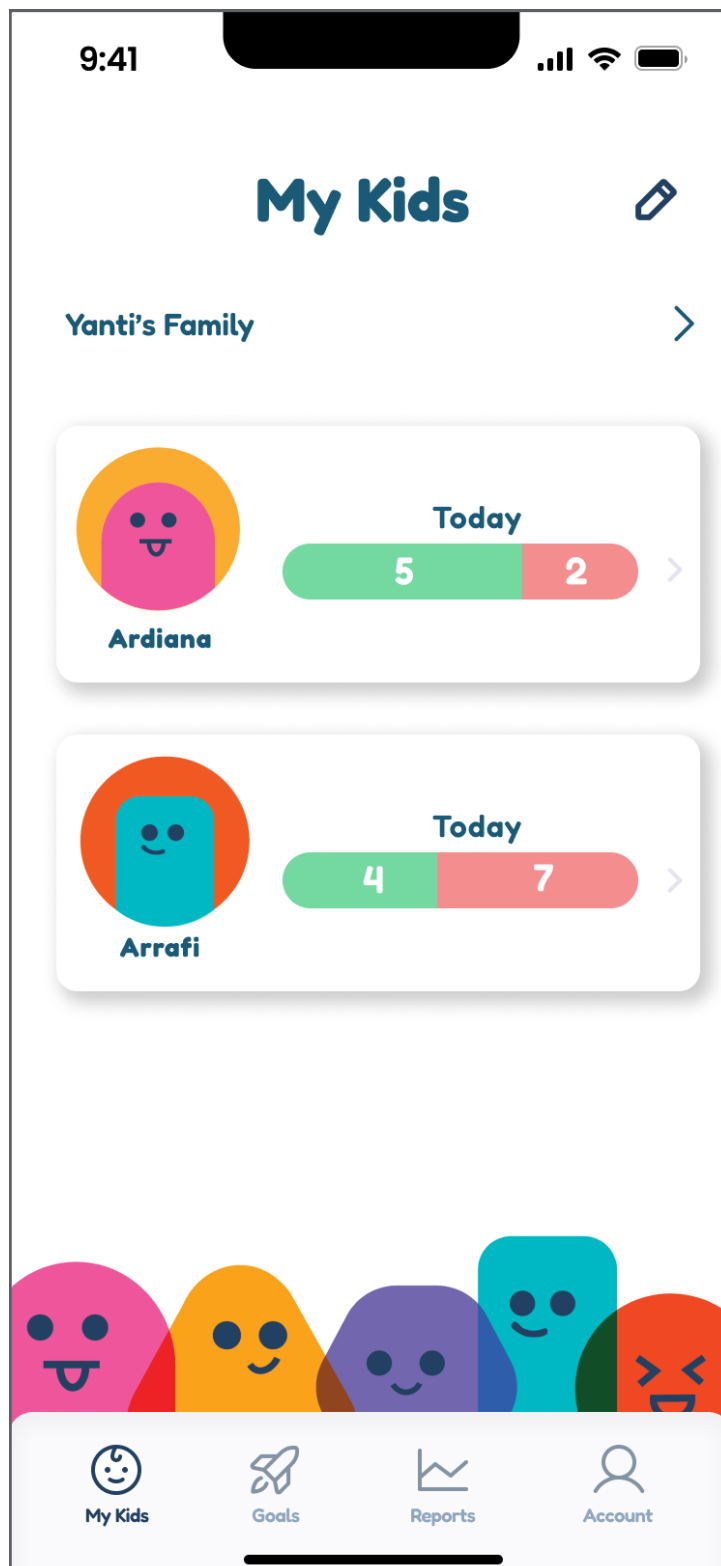 9:41
My Kids
Yanti’s Family
Today
5 2
Ardiana
Today
4 7
Arrafi
My Kids Goals Reports Account